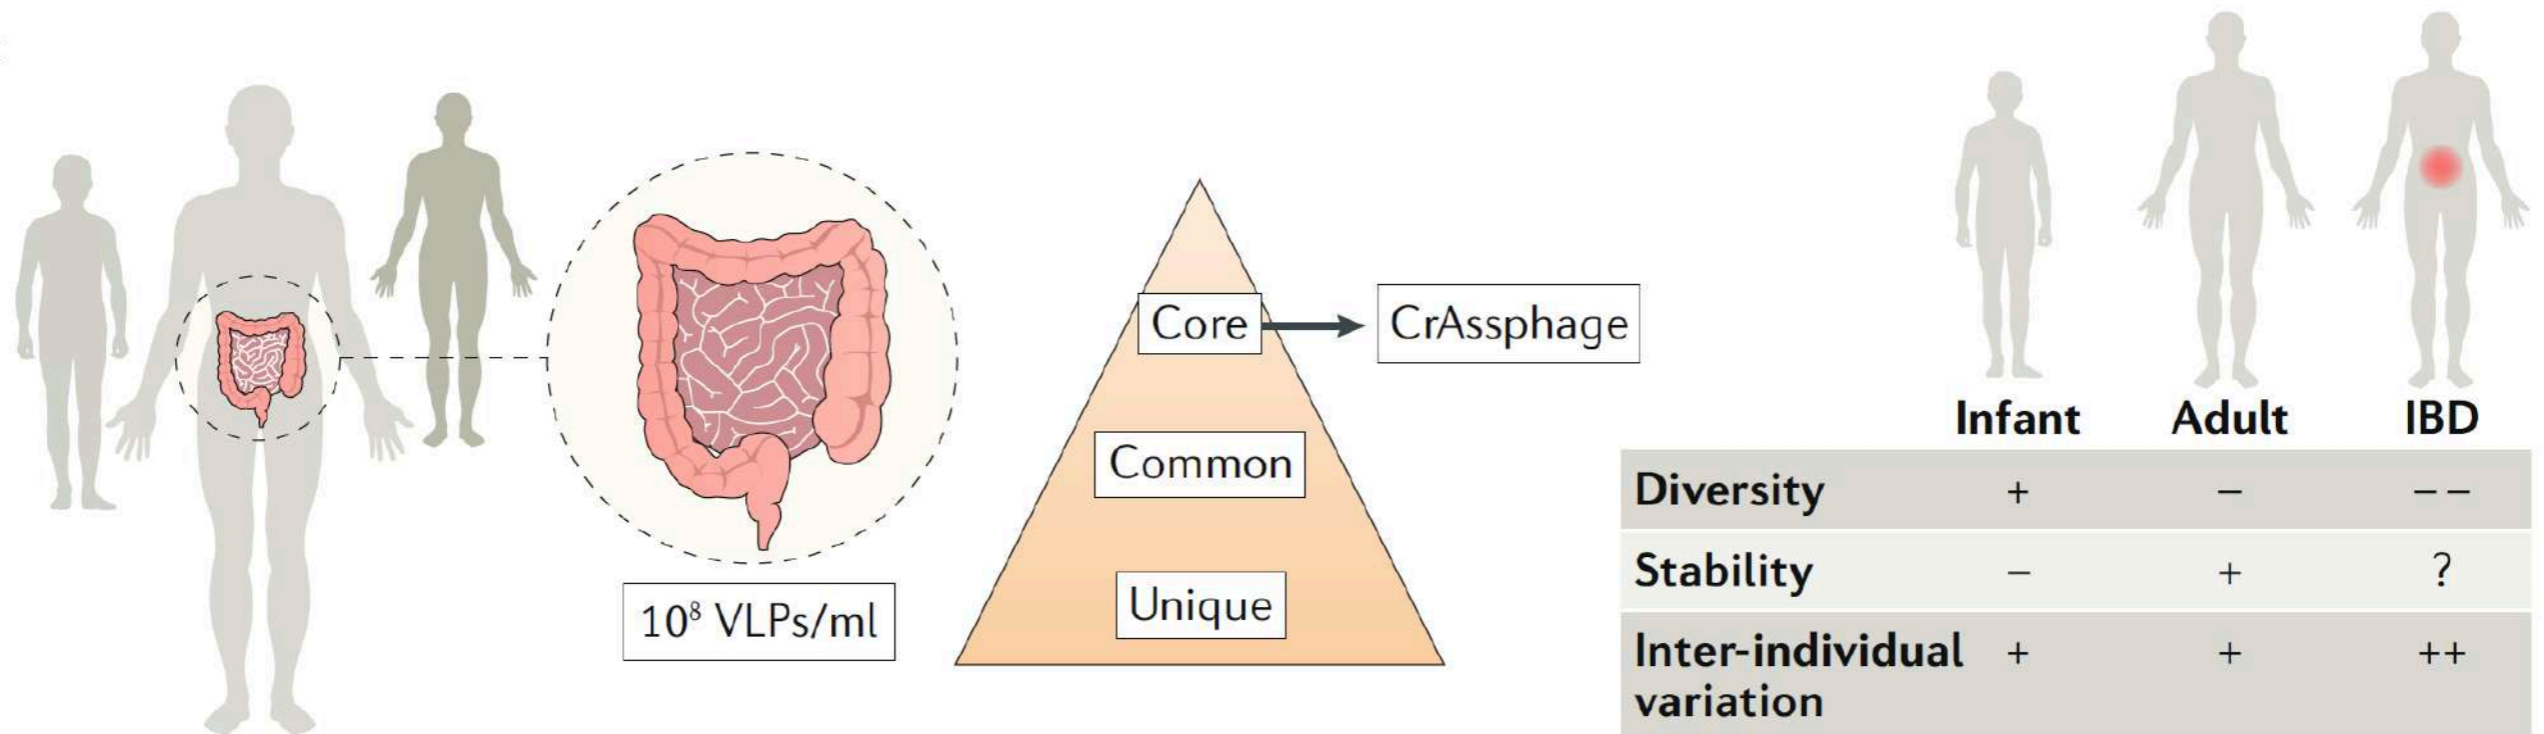 10⁸ VLPs/ml
Core
CrAssphage
Common
Unique
Infant Adult IBD
Diversity + − − −
Stability − + ?
Inter-individual + + ++
variation